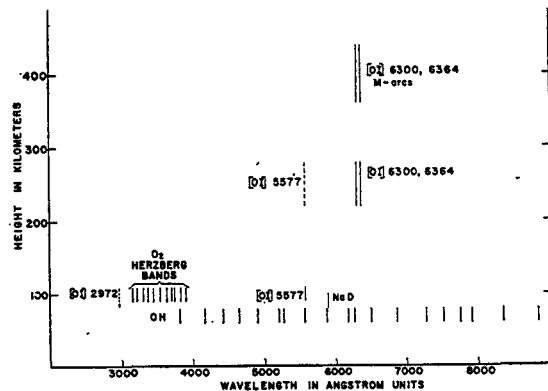 400
300
200
100
HEIGHT IN KILOMETERS
[OI] 6300, 6364
M-arcs
[OI] 5577
[OI] 6300, 6364
O2
HERZBERG
BANDS
[OI] 2972
[OI] 5577
NaD
OH
3000 4000 5000 6000 7000 8000
WAVELENGTH IN ANGSTROM UNITS